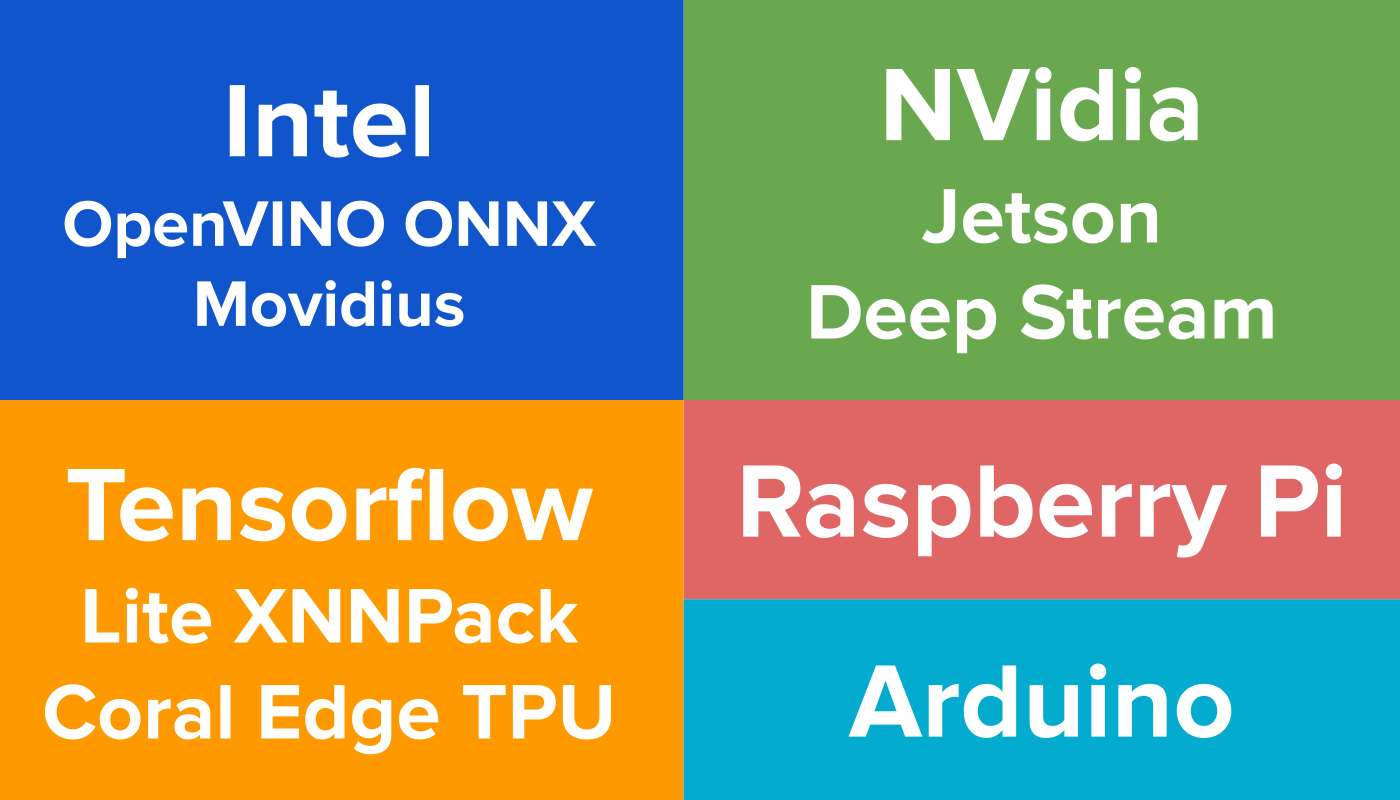 Intel
OpenVINO ONNX
Movidius
NVidia
Jetson
Deep Stream
Tensorflow
Lite XNNPack
Coral Edge TPU
Raspberry Pi
Arduino